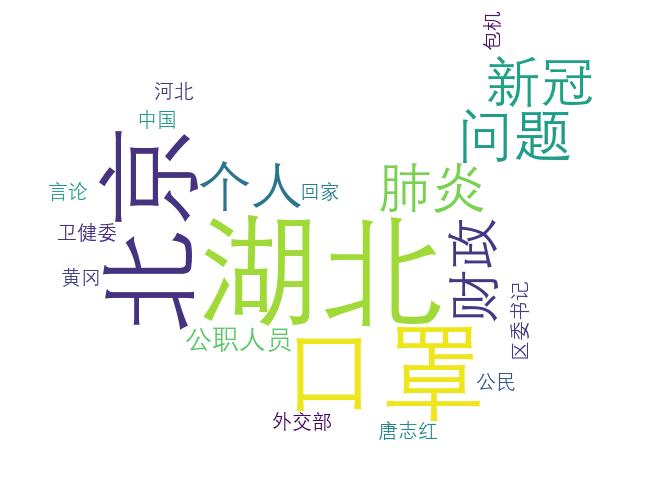 包机
新冠
河北
问题
中国
北京
个人
肺炎
言论
回家
卫健委
湖北
财政
黄冈
区委书记
公职人员
口罩
公民
外交部
唐志红